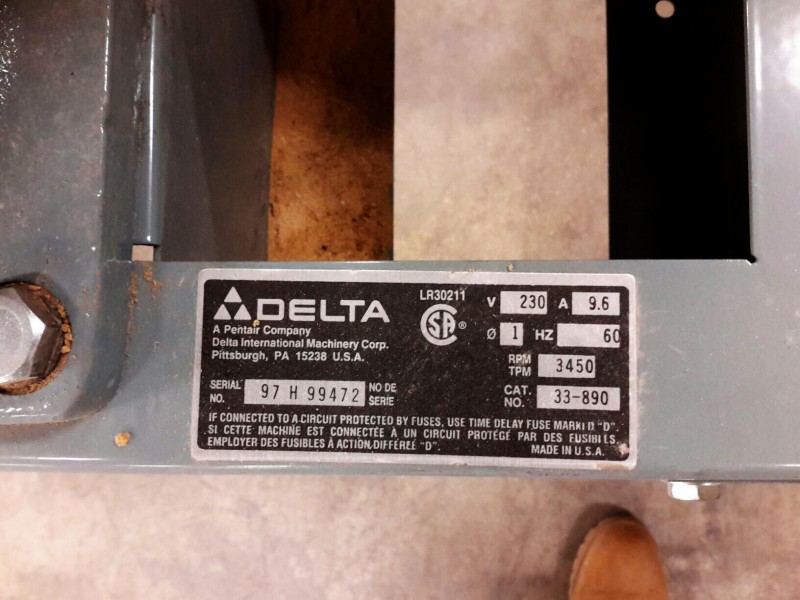 DELTA
A Pentair Company
Delta International Machinery Corp.
Pittsburgh, PA 15238 U.S.A.
LR30211
SA ®
V 230 A 9.6
Ø 1 HZ 60
RPM
TPM 3450
CAT.
NO. 33-890
SERIAL
NO. 97 H 99472 NO DE
SERIE
IF CONNECTED TO A CIRCUIT PROTECTED BY FUSES, USE TIME DELAY FUSE MARKED "D".
SI CETTE MACHINE EST CONNECTÉE À UN CIRCUIT PROTÉGÉ PAR DES FUSIBLES
EMPLOYER DES FUSIBLES À ACTION DIFFÉREÉ "D".
MADE IN U.S.A.